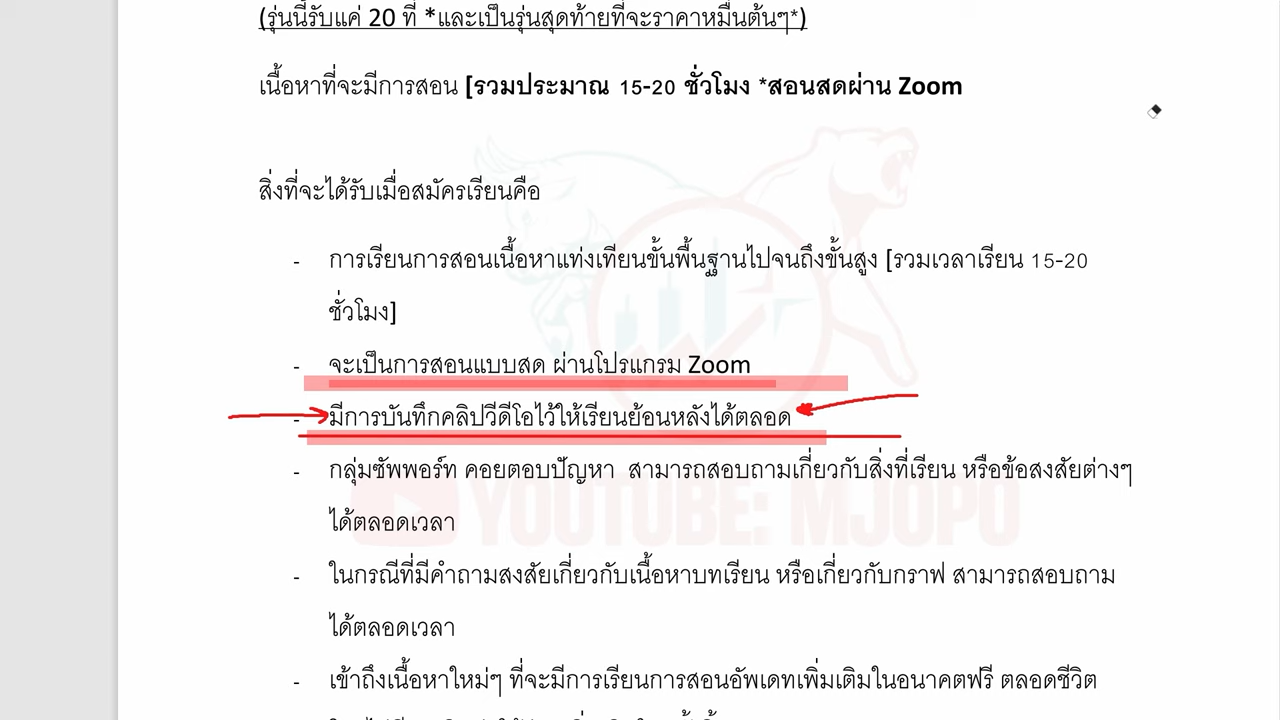 (รุ่นนี้รับแค่ 20 ที่ *และเป็นรุ่นสุดท้ายที่จะราคาหมื่นต้นๆ*)
เนื้อหาที่จะมีการสอน [รวมประมาณ 15-20 ชั่วโมง *สอนสดผ่าน Zoom
สิ่งที่จะได้รับเมื่อสมัครเรียนคือ
- การเรียนการสอนเนื้อหาแท่งเทียนขั้นพื้นฐานไปจนถึงขั้นสูง [รวมเวลาเรียน 15-20
ชั่วโมง]
- จะเป็นการสอนแบบสด ผ่านโปรแกรม Zoom
- มีการบันทึกคลิปวีดีโอไว้ให้เรียนย้อนหลังได้ตลอด
- กลุ่มซัพพอร์ท คอยตอบปัญหา สามารถสอบถามเกี่ยวกับสิ่งที่เรียน หรือข้อสงสัยต่างๆ
ได้ตลอดเวลา
YOUTUBE: MJOPO
- ในกรณีที่มีคำถามสงสัยเกี่ยวกับเนื้อหาบทเรียน หรือเกี่ยวกับกราฟ สามารถสอบถาม
ได้ตลอดเวลา
- เข้าถึงเนื้อหาใหม่ๆ ที่จะมีการเรียนการสอนอัพเดทเพิ่มเติมในอนาคตฟรี ตลอดชีวิต